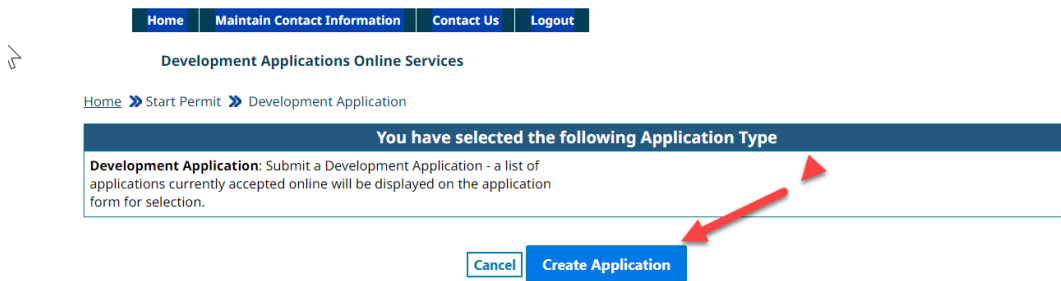 Home Maintain Contact Information Contact Us Logout
Development Applications Online Services
Home » Start Permit » Development Application
You have selected the following Application Type
Development Application: Submit a Development Application - a list of
applications currently accepted online will be displayed on the application
form for selection.
Cancel Create Application